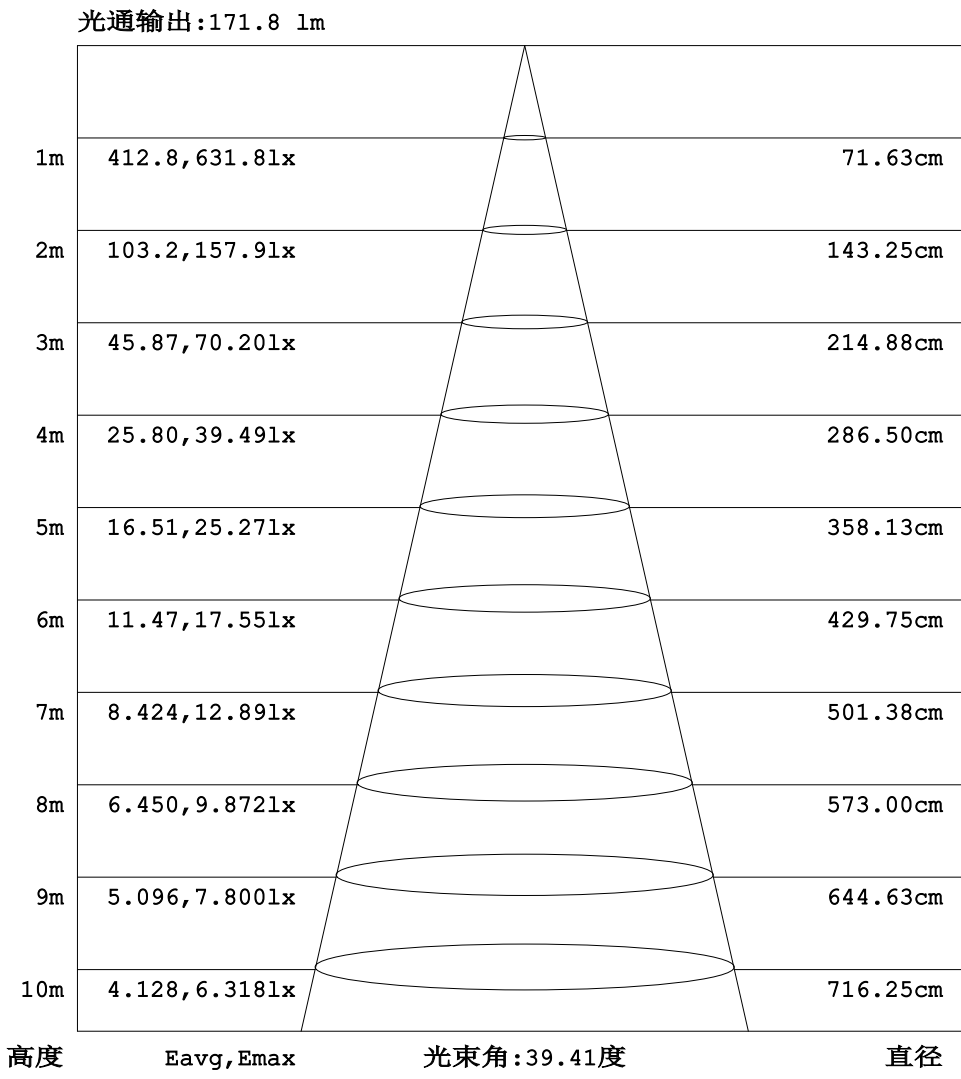 光通输出:171.8 lm
1m 412.8,631.8lx 71.63cm
2m 103.2,157.9lx 143.25cm
3m 45.87,70.20lx 214.88cm
4m 25.80,39.49lx 286.50cm
5m 16.51,25.27lx 358.13cm
6m 11.47,17.55lx 429.75cm
7m 8.424,12.89lx 501.38cm
8m 6.450,9.872lx 573.00cm
9m 5.096,7.800lx 644.63cm
10m 4.128,6.318lx 716.25cm
高度 Eavg,Emax 光束角:39.41度 直径